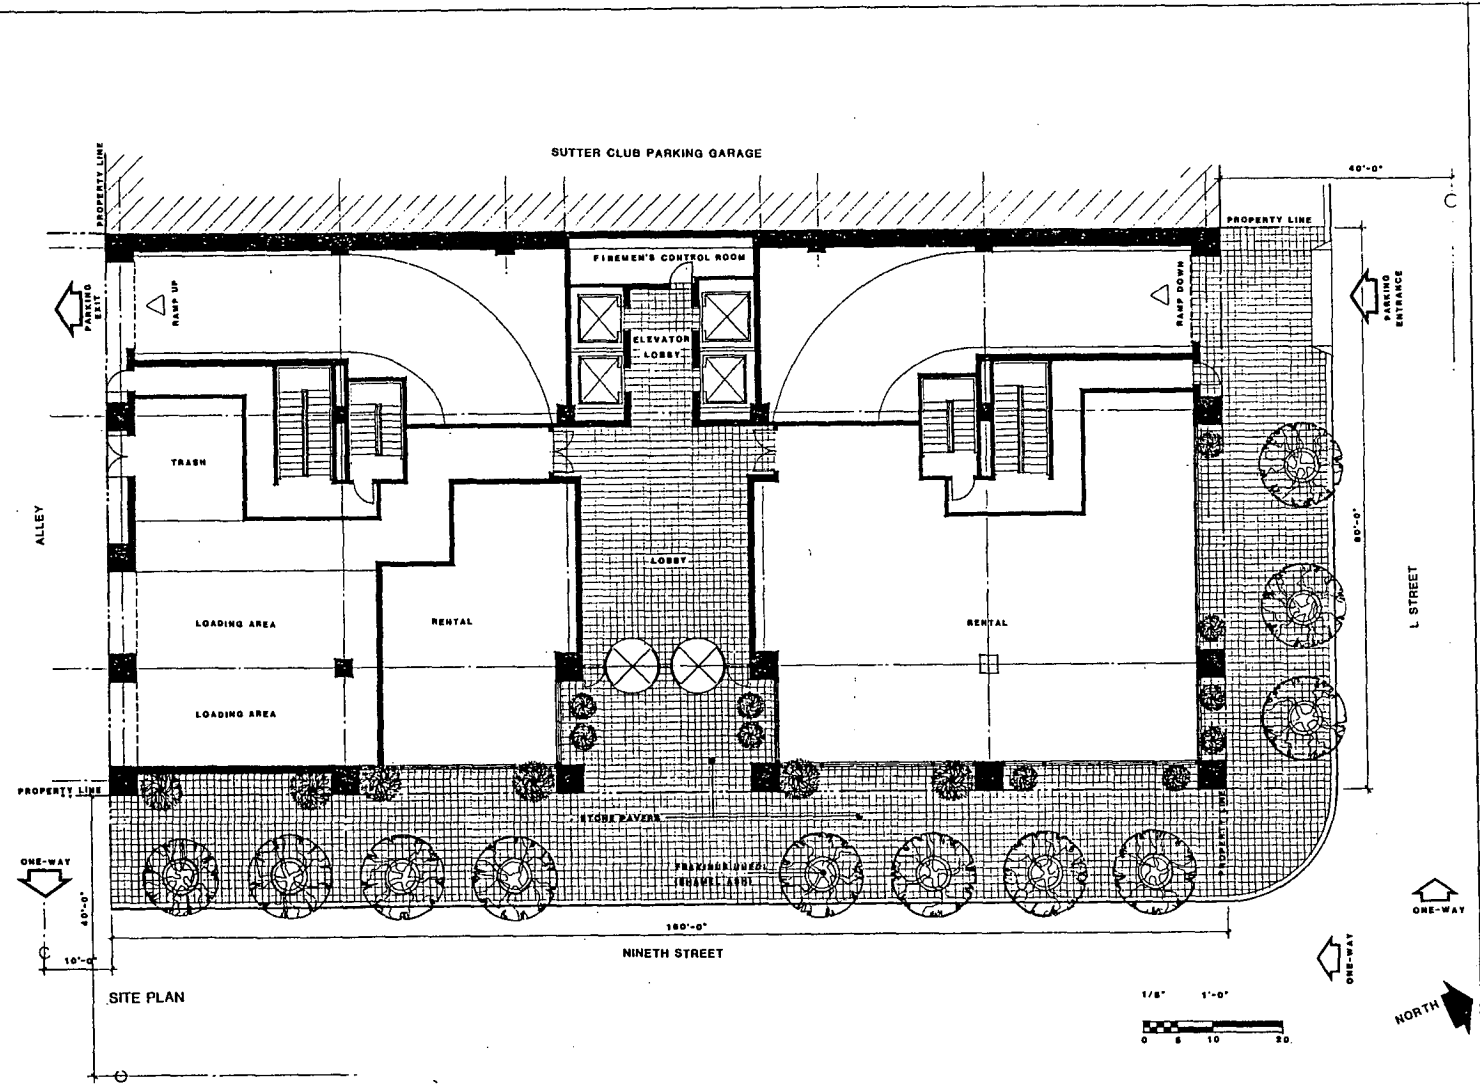 SUTTER CLUB PARKING GARAGE
PROPERTY LINE
40'-0"
C
PROPERTY LINE
FIREMEN'S CONTROL ROOM
PARKING
EXIT
RAMP UP
RAMP DOWN
PARKING
ENTRANCE
ELEVATOR
LOBBY
TRASH
ALLEY
80'-0"
LOBBY
L STREET
LOADING AREA
RENTAL
RENTAL
LOADING AREA
PROPERTY LINE
STONE PAVERS
PROPERTY LINE
ONE-WAY
FRAXINUS
40'-0"
ONE-WAY
160'-0"
C
10'-0"
NINETH STREET
ONE-WAY
SITE PLAN
1/8" 1'-0"
NORTH
0 5 10 20
C